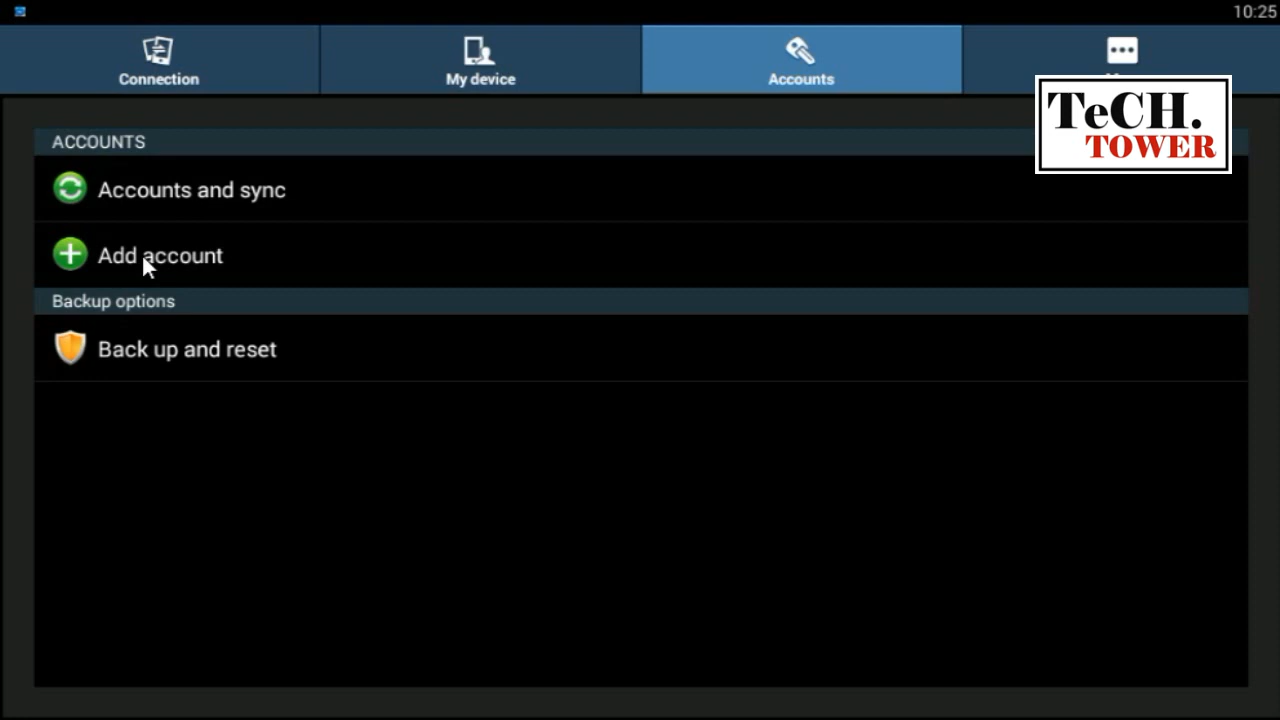 10:25
Connection
My device
Accounts
TeCH.
TOWER
ACCOUNTS
Accounts and sync
Add account
Backup options
Back up and reset